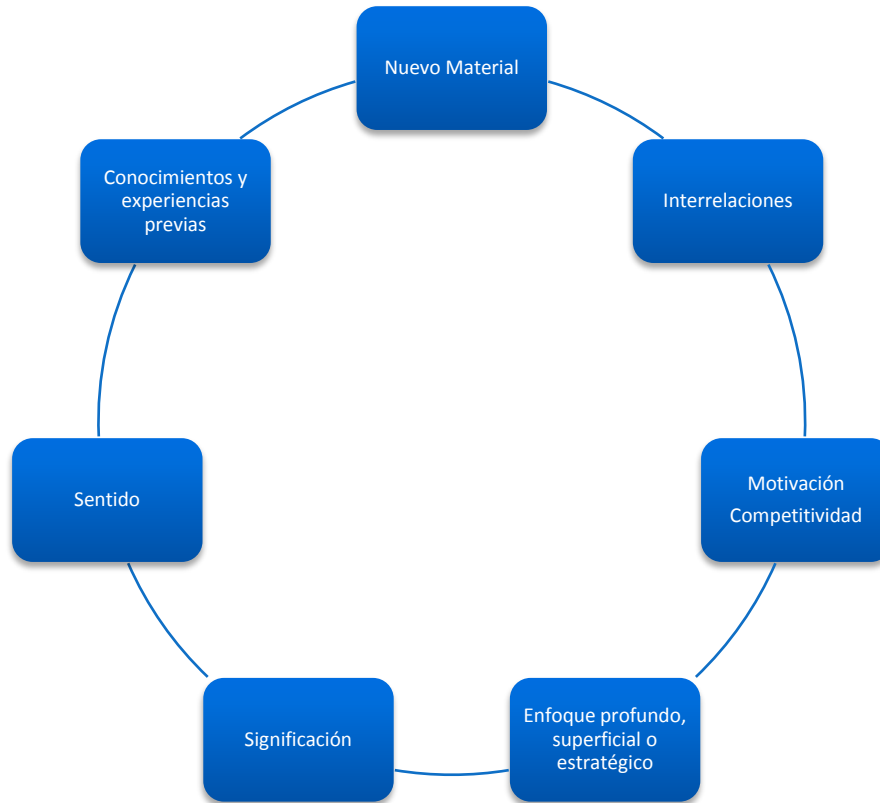 Nuevo Material
Interrelaciones
Motivación
Competitividad
Enfoque profundo,
superficial o
estratégico
Significación
Sentido
Conocimientos y
experiencias
previas